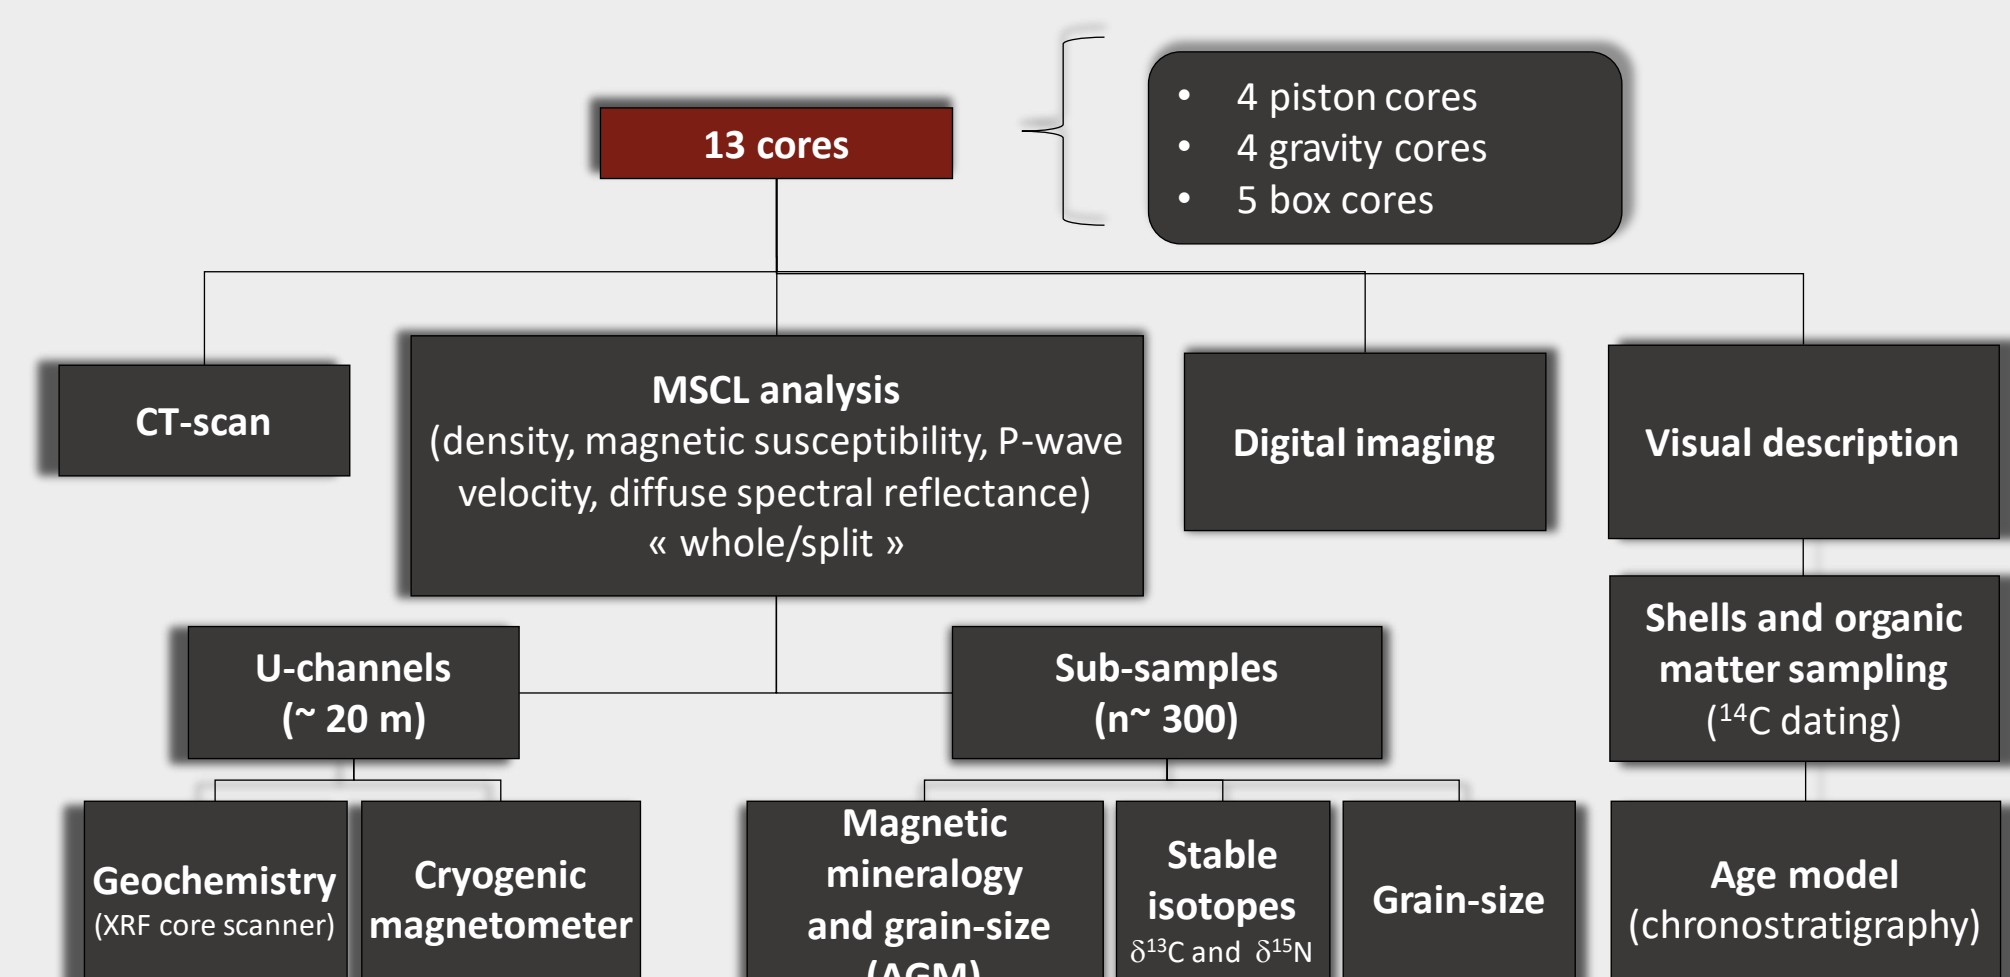 13 cores
• 4 piston cores
• 4 gravity cores
• 5 box cores
CT-scan
MSCL analysis
(density, magnetic susceptibility, P-wave
velocity, diffuse spectral reflectance)
« whole/split »
Digital imaging
Visual description
U-channels
(~ 20 m)
Sub-samples
(n~ 300)
Shells and organic
matter sampling
(¹⁴C dating)
Geochemistry
(XRF core scanner)
Cryogenic
magnetometer
Magnetic
mineralogy
and grain-size
(AGM)
Stable
isotopes
δ¹³C and δ¹⁵N
Grain-size
Age model
(chronostratigraphy)